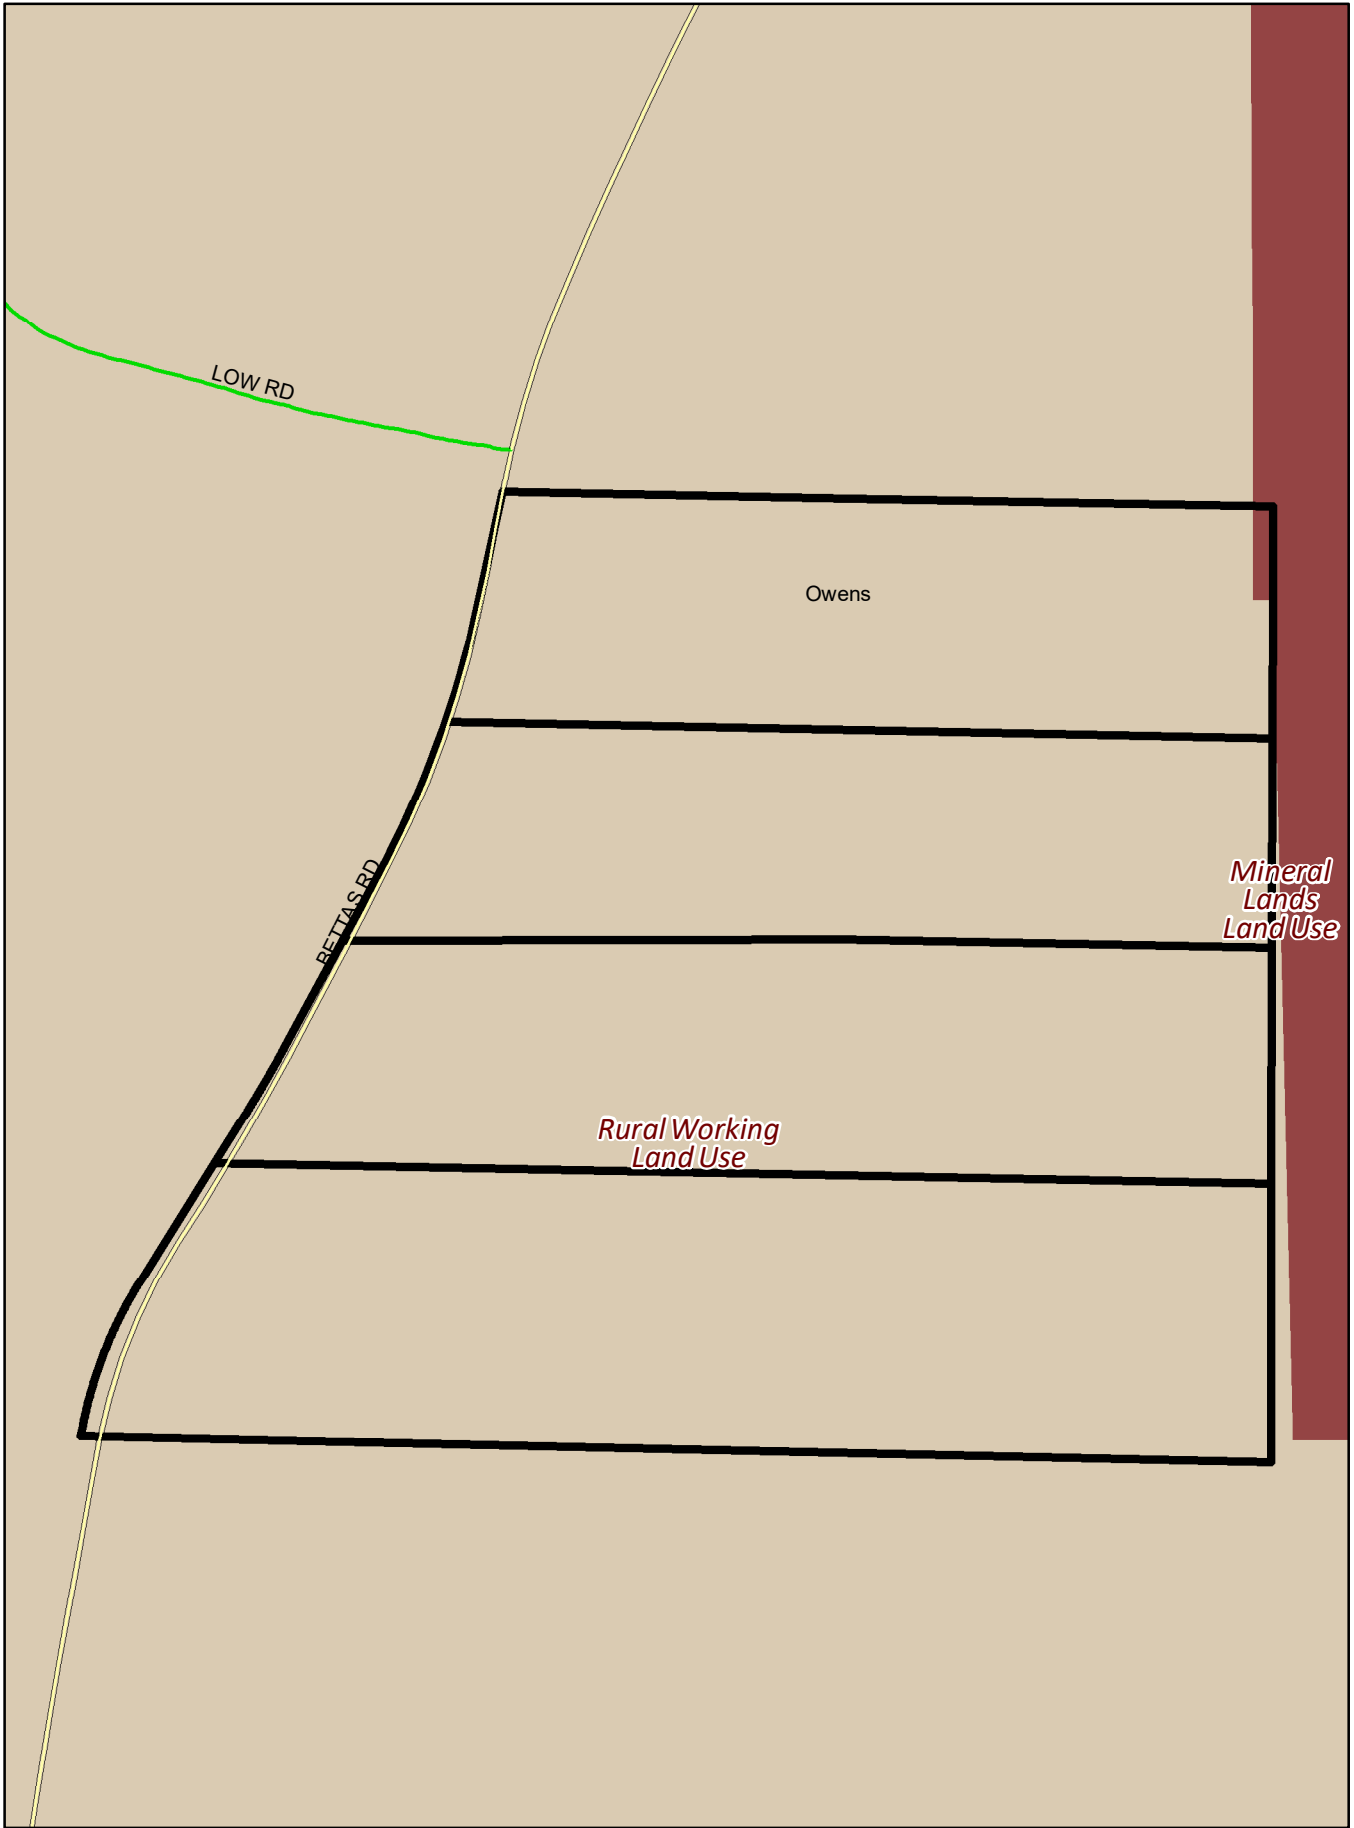 LOW RD
Owens
BETTAS RD
Mineral
Lands
Land Use
Rural Working
Land Use